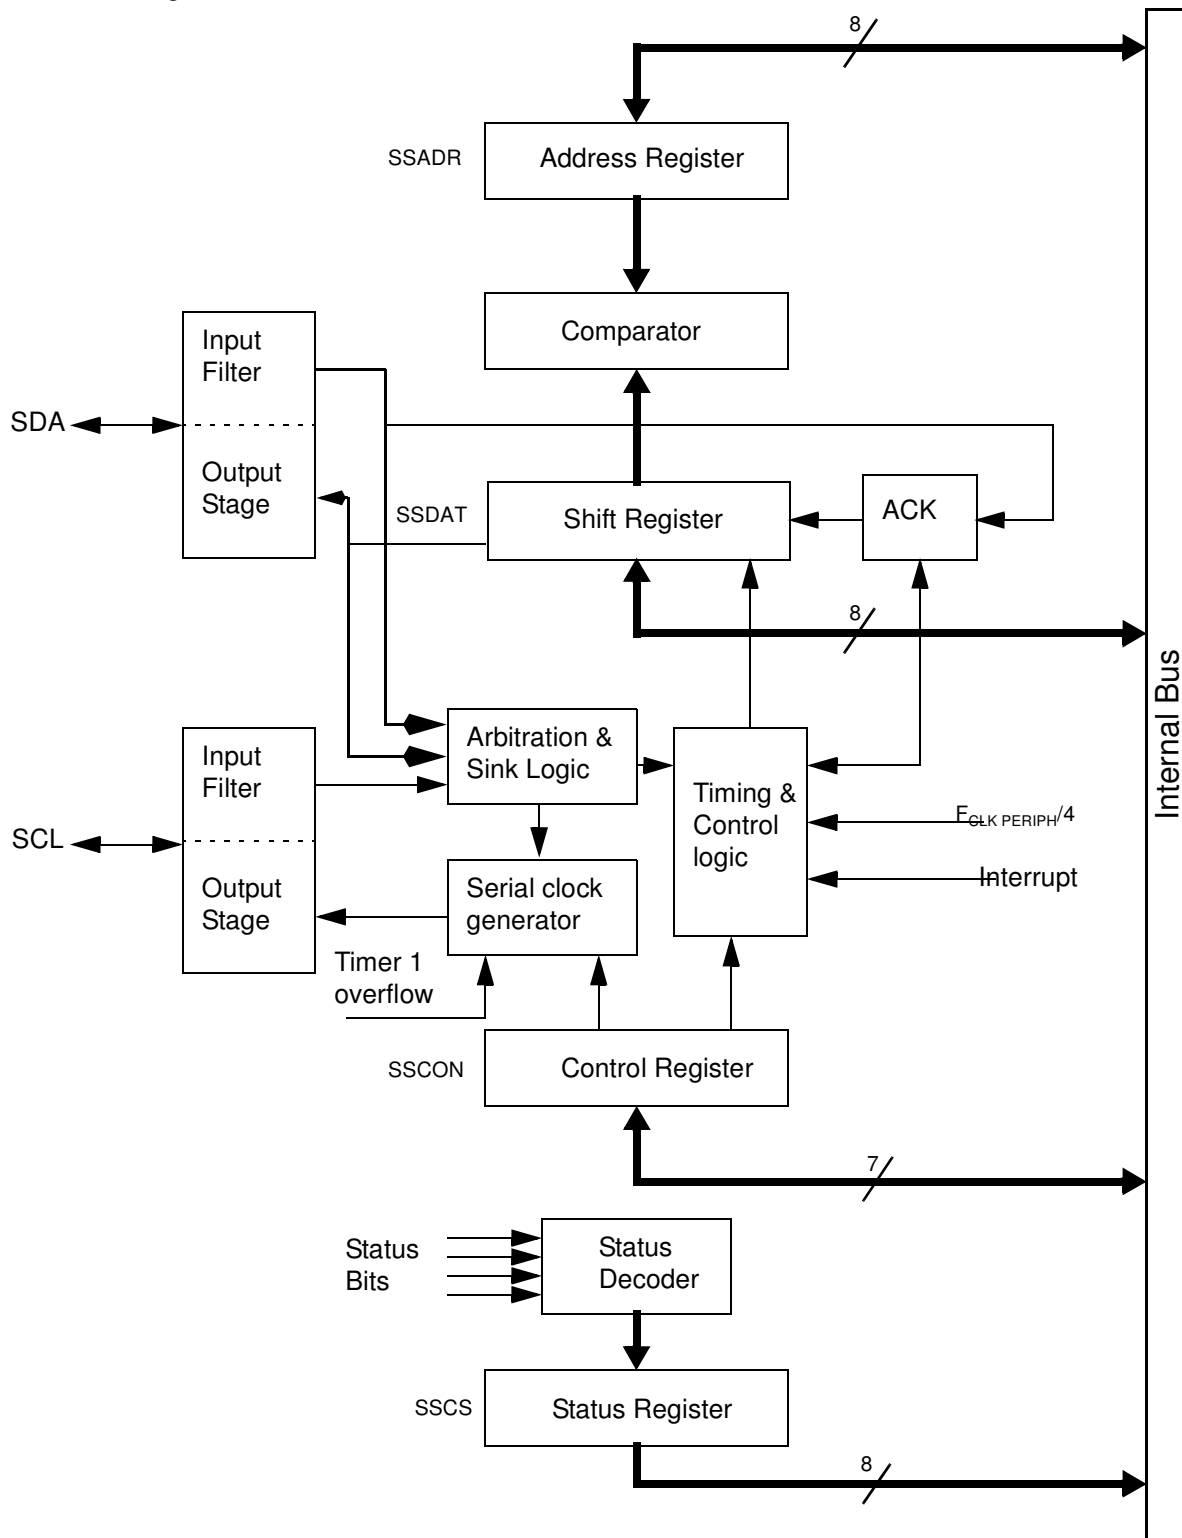 8
SSADR
Address Register
Comparator
Input
Filter
SDA
Output
Stage
SSDAT
Shift Register
ACK
8
Internal Bus
Input
Filter
Arbitration &
Sink Logic
Timing &
Control
logic
FCLK PERIPH/4
SCL
Output
Stage
Serial clock
generator
Interrupt
Timer 1
overflow
SSCON
Control Register
7
Status
Bits
Status
Decoder
SSCS
Status Register
8